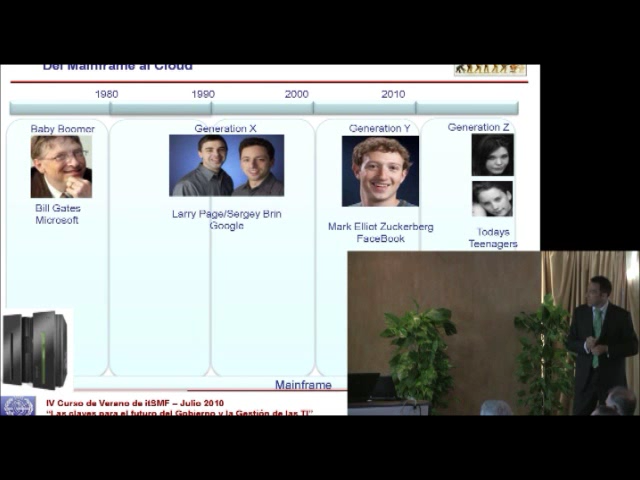 Del Mainframe al Cloud
1980 1990 2000 2010
Baby Boomer
Generation X
Generation Y
Generation Z
Bill Gates
Microsoft
Larry Page/Sergey Brin
Google
Mark Elliot Zuckerberg
FaceBook
Todays
Teenagers
Mainframe
IV Curso de Verano de itSMF – Julio 2010
"Las claves para el futuro del Gobierno y la Gestión de las TI"